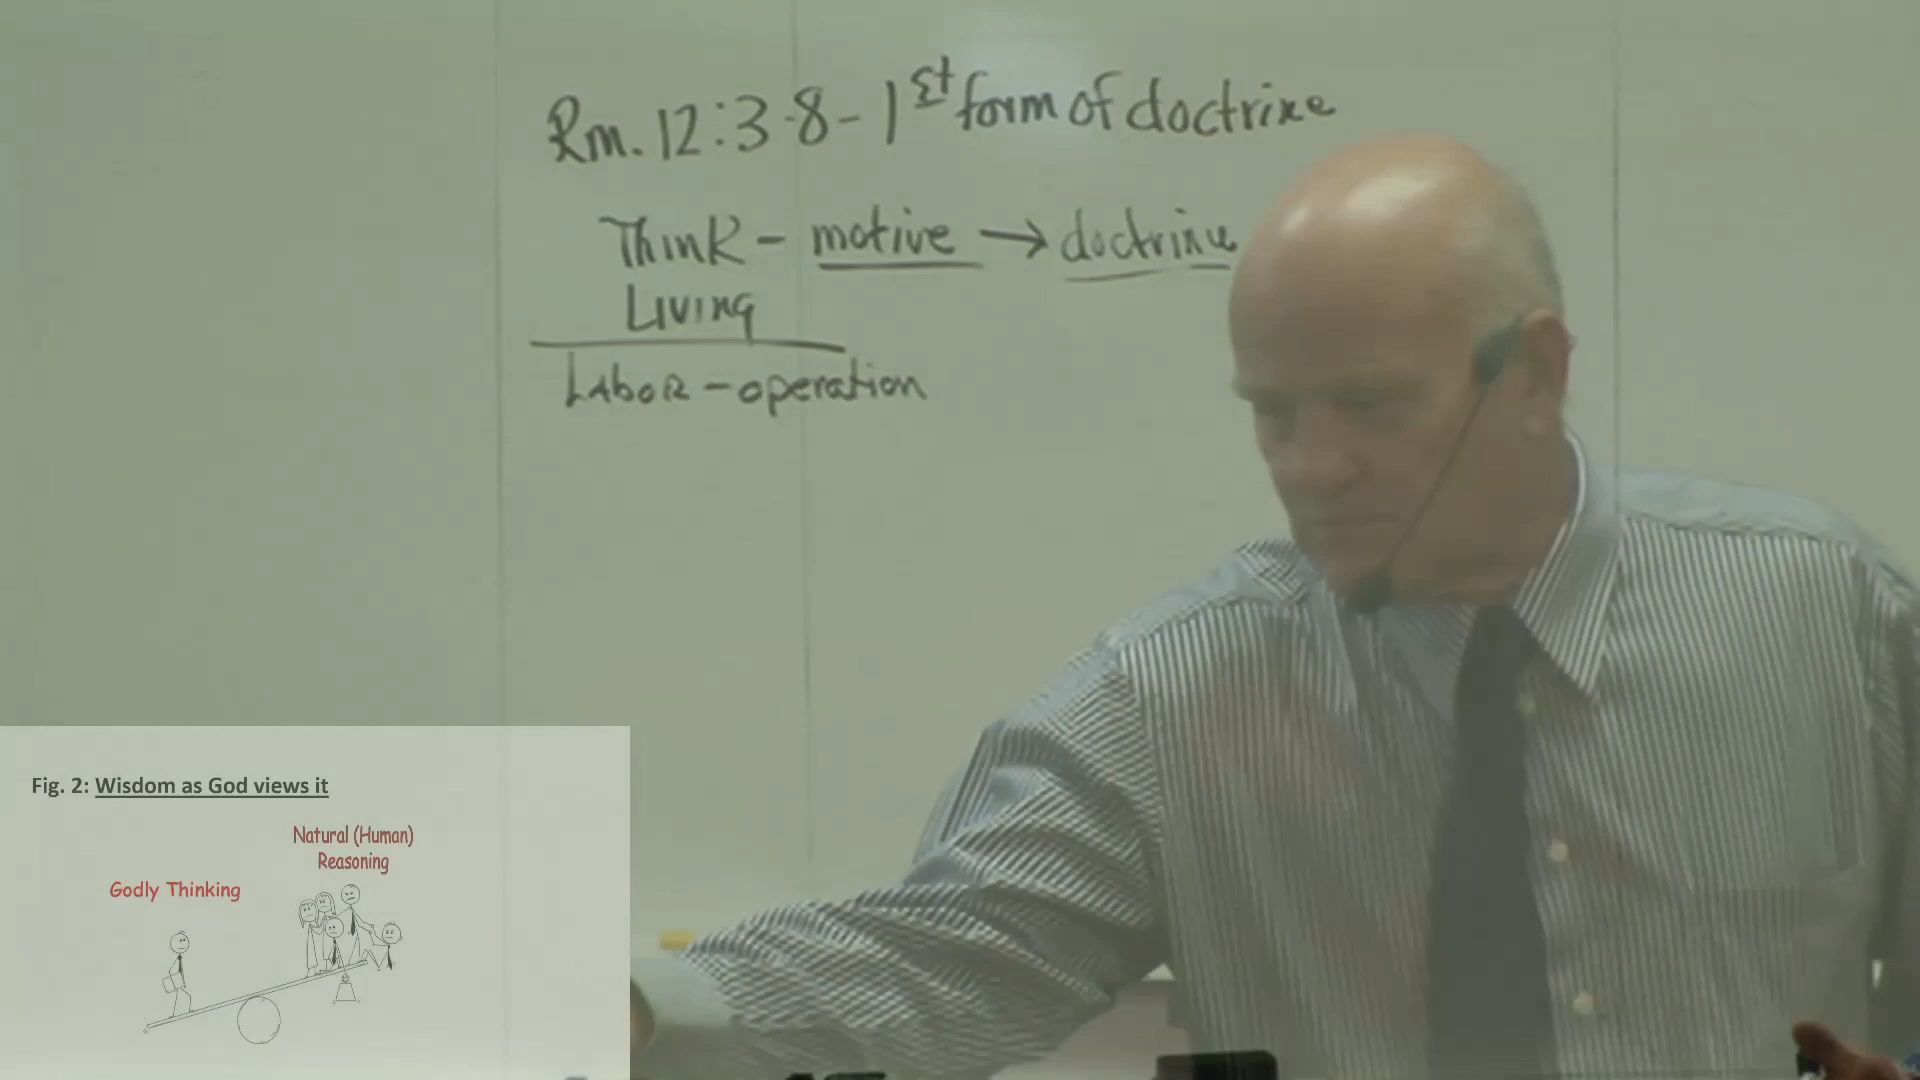 Rm. 12:3-8 - 1st form of doctrine
Think - motive → doctrine
Living
Labor - operation
Fig. 2: Wisdom as God views it
Natural (Human)
Reasoning
Godly Thinking